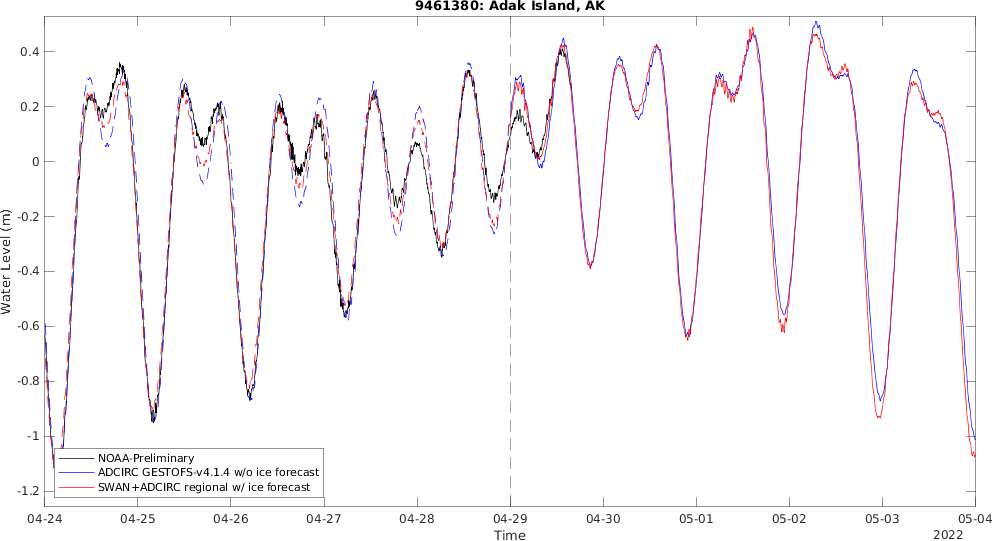 9461380: Adak Island, AK
Water Level (m)
0.4
0.2
0
-0.2
-0.4
-0.6
-0.8
-1
-1.2
NOAA-Preliminary
ADCIRC GESTOFS-v4.1.4 w/o ice forecast
SWAN+ADCIRC regional w/ ice forecast
04-24 04-25 04-26 04-27 04-28 04-29 04-30 05-01 05-02 05-03 05-04
Time
2022